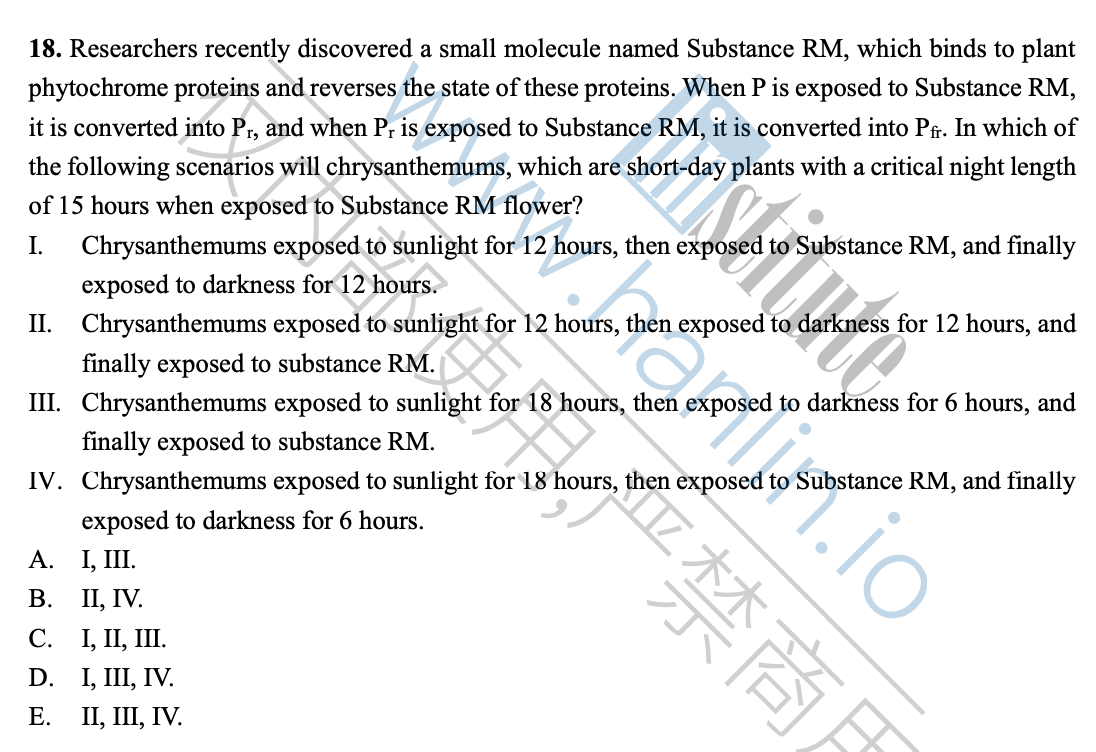 18. Researchers recently discovered a small molecule named Substance RM, which binds to plant
phytochrome proteins and reverses the state of these proteins. When P is exposed to Substance RM,
it is converted into Pr, and when Pr is exposed to Substance RM, it is converted into Pfr. In which of
the following scenarios will chrysanthemums, which are short-day plants with a critical night length
of 15 hours when exposed to Substance RM flower?
I. Chrysanthemums exposed to sunlight for 12 hours, then exposed to Substance RM, and finally
exposed to darkness for 12 hours.
II. Chrysanthemums exposed to sunlight for 12 hours, then exposed to darkness for 12 hours, and
finally exposed to substance RM.
III. Chrysanthemums exposed to sunlight for 18 hours, then exposed to darkness for 6 hours, and
finally exposed to substance RM.
IV. Chrysanthemums exposed to sunlight for 18 hours, then exposed to Substance RM, and finally
exposed to darkness for 6 hours.
A. I, III.
B. II, IV.
C. I, II, III.
D. I, III, IV.
E. II, III, IV.
www.hanlin.io
stitute
仅内部使用,严禁商用